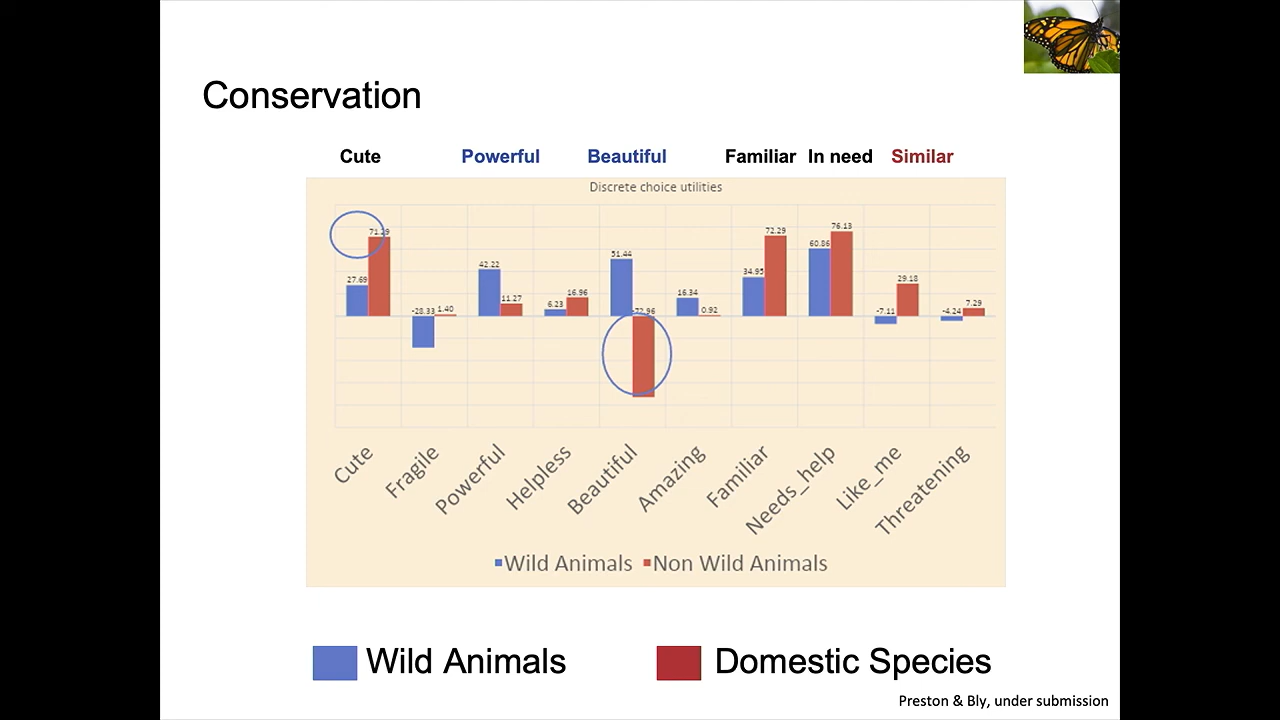 Conservation
Cute Powerful Beautiful Familiar In need Similar
Discrete choice utilities
27.69 71.29 -28.33 1.40 42.22 11.27 6.23 16.96 51.44 -72.96 16.34 0.92 34.95 72.29 60.86 76.13 -7.11 29.18 -4.24 7.29
Cute Fragile Powerful Helpless Beautiful Amazing Familiar Needs_help Like_me Threatening
Wild Animals Non Wild Animals
Wild Animals Domestic Species
Preston & Bly, under submission